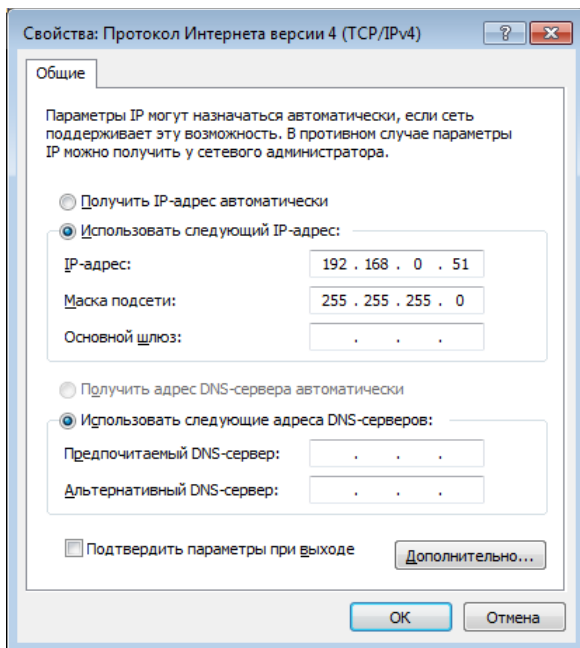 Свойства: Протокол Интернета версии 4 (TCP/IPv4)
Общие
Параметры IP могут назначаться автоматически, если сеть
поддерживает эту возможность. В противном случае параметры
IP можно получить у сетевого администратора.
Получить IP-адрес автоматически
Использовать следующий IP-адрес:
IP-адрес: 192 . 168 . 0 . 51
Маска подсети: 255 . 255 . 255 . 0
Основной шлюз: . . .
Получить адрес DNS-сервера автоматически
Использовать следующие адреса DNS-серверов:
Предпочитаемый DNS-сервер: . . .
Альтернативный DNS-сервер: . . .
Подтвердить параметры при выходе
Дополнительно...
ОК Отмена